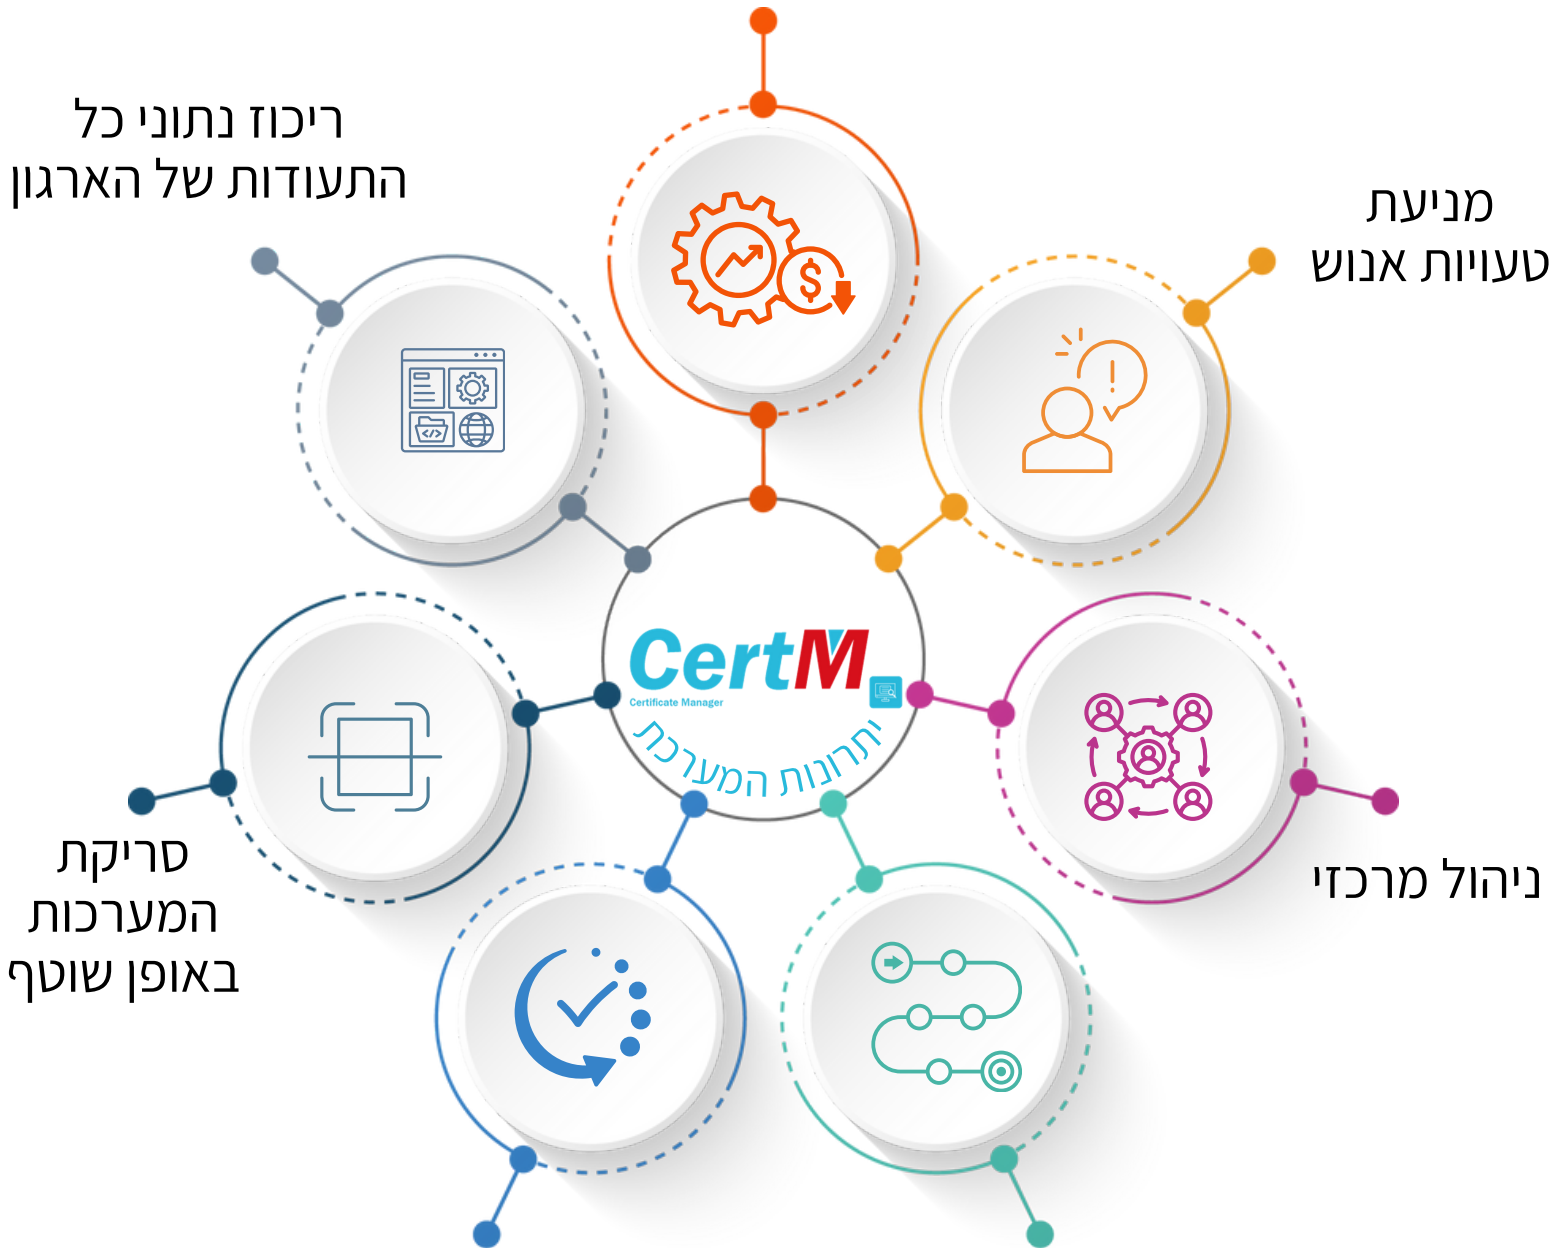 ריכוז נתוני כל
התעודות של הארגון
מניעת
טעויות אנוש
CertM
Certificate Manager
יתרונות המערכת
סריקת
המערכות
באופן שוטף
ניהול מרכזי